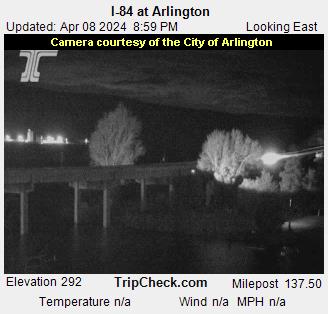 I-84 at Arlington
Updated: Apr 08 2024 8:59 PM Looking East
Camera courtesy of the City of Arlington
Elevation 292 TripCheck.com Milepost 137.50
Temperature n/a Wind n/a MPH n/a